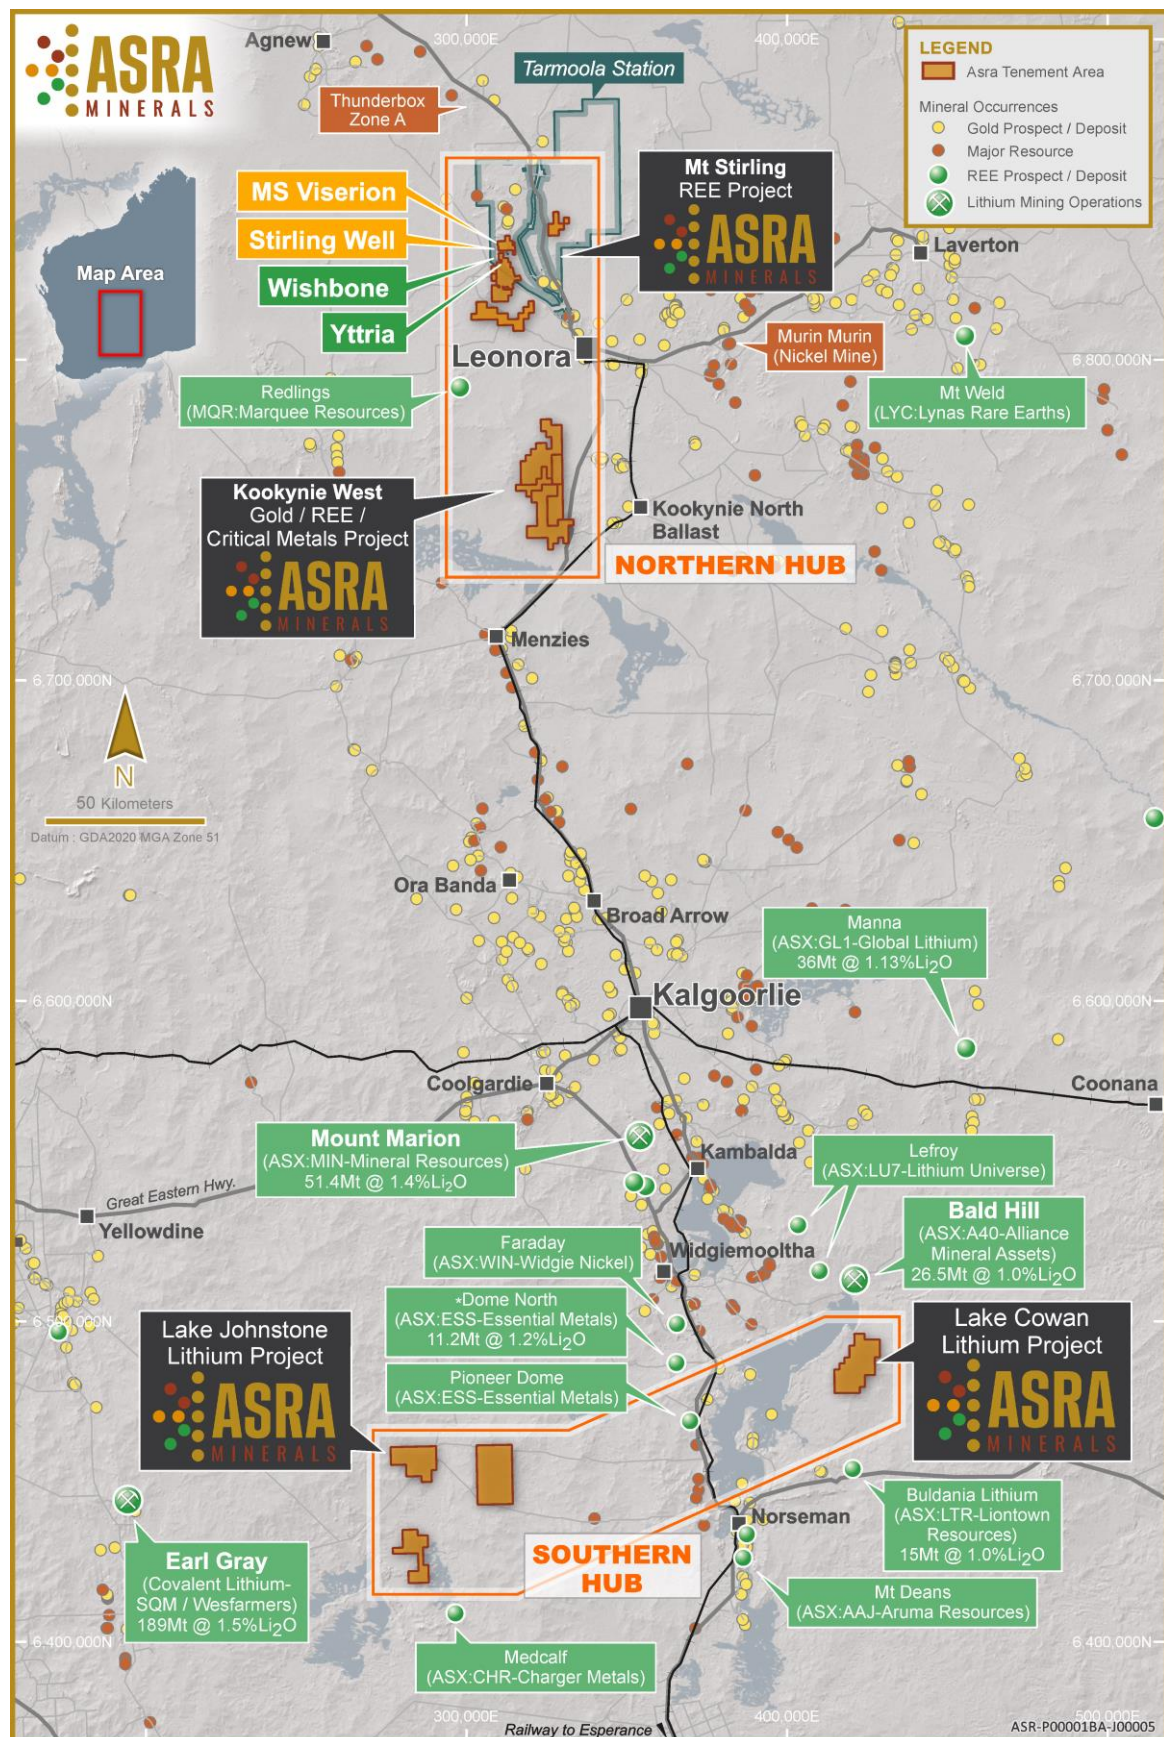 ASRA
MINERALS
Agnew
300,000E
400,000E
Tarmoola Station
LEGEND
Asra Tenement Area
Mineral Occurrences
Gold Prospect / Deposit
Major Resource
REE Prospect / Deposit
Lithium Mining Operations
Thunderbox
Zone A
Mt Stirling
REE Project
ASRA
MINERALS
MS Viserion
Stirling Well
Wishbone
Yttria
Map Area
Laverton
Leonora
Murin Murin
(Nickel Mine)
6,800,000N
Redlings
(MQR:Marquee Resources)
Mt Weld
(LYC:Lynas Rare Earths)
Kookynie West
Gold / REE /
Critical Metals Project
ASRA
MINERALS
Kookynie North
Ballast
NORTHERN HUB
Menzies
6,700,000N
6,700,000N
N
50 Kilometers
Datum : GDA2020 MGA Zone 51
Ora Banda
Broad Arrow
Manna
(ASX:GL1-Global Lithium)
36Mt @ 1.13%Li2O
Kalgoorlie
6,600,000N
6,600,000N
Coolgardie
Coonana
Mount Marion
(ASX:MIN-Mineral Resources)
51.4Mt @ 1.4%Li2O
Kambalda
Lefroy
(ASX:LU7-Lithium Universe)
Great Eastern Hwy.
Yellowdine
Bald Hill
(ASX:A40-Alliance
Mineral Assets)
26.5Mt @ 1.0%Li2O
Faraday
(ASX:WIN-Widgie Nickel)
Widgiemooltha
*Dome North
(ASX:ESS-Essential Metals)
11.2Mt @ 1.2%Li2O
6,500,000N
Lake Johnstone
Lithium Project
ASRA
MINERALS
Lake Cowan
Lithium Project
ASRA
MINERALS
Pioneer Dome
(ASX:ESS-Essential Metals)
Buldania Lithium
(ASX:LTR-Liontown
Resources)
15Mt @ 1.0%Li2O
Norseman
SOUTHERN
HUB
Earl Gray
(Covalent Lithium-
SQM / Wesfarmers)
189Mt @ 1.5%Li2O
Mt Deans
(ASX:AAJ-Aruma Resources)
6,400,000N
6,400,000N
Medcalf
(ASX:CHR-Charger Metals)
300,000E
400,000E
500,000E
Railway to Esperance
ASR-P00001BA-J00005